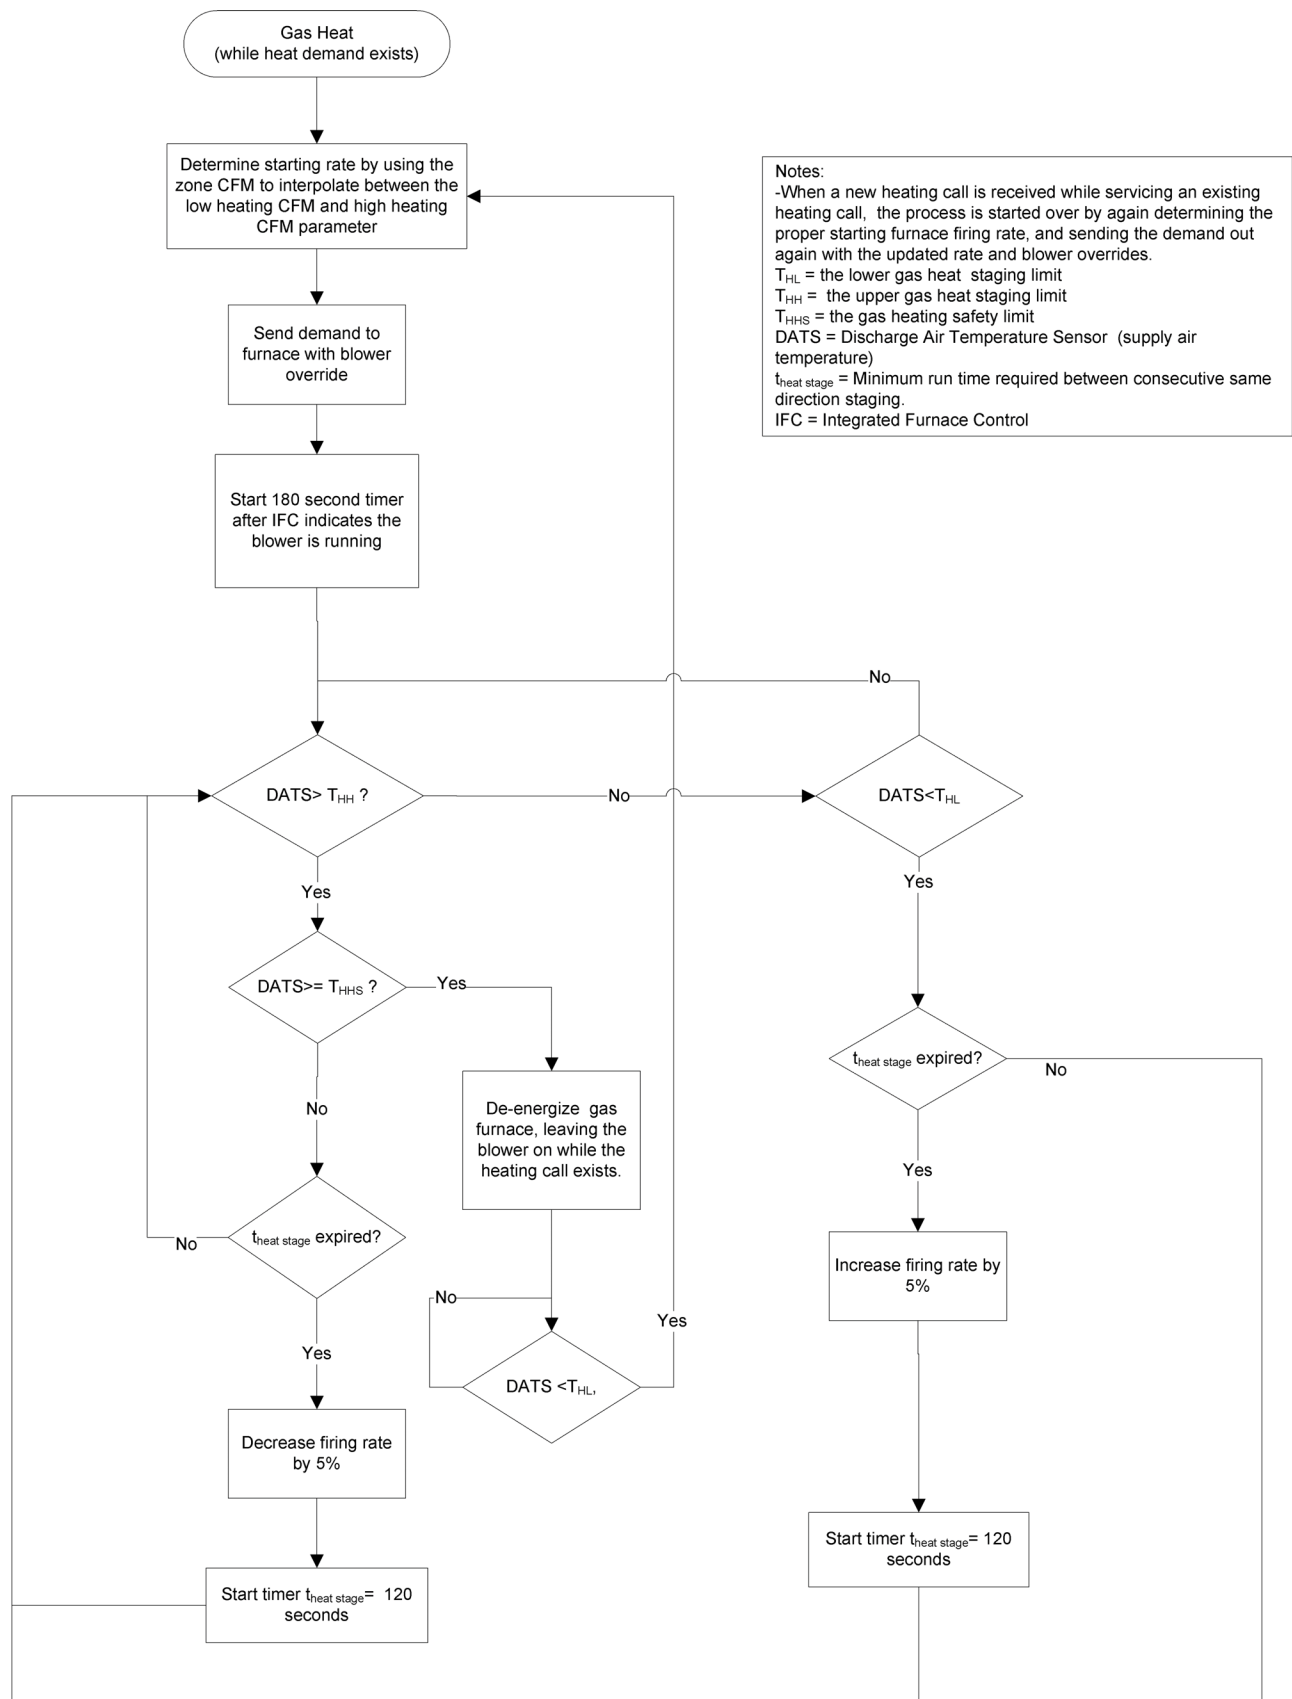 Gas Heat
(while heat demand exists)
Determine starting rate by using the
zone CFM to interpolate between the
low heating CFM and high heating
CFM parameter
Notes:
-When a new heating call is received while servicing an existing
heating call,  the process is started over by again determining the
proper starting furnace firing rate, and sending the demand out
again with the updated rate and blower overrides.
THL = the lower gas heat  staging limit
THH =  the upper gas heat staging limit
THHS = the gas heating safety limit
DATS = Discharge Air Temperature Sensor  (supply air
temperature)
theat stage = Minimum run time required between consecutive same
direction staging.
IFC = Integrated Furnace Control
Send demand to
furnace with blower
override
Start 180 second timer
after IFC indicates the
blower is running
No
DATS> THH ?
No
DATS<THL
Yes
Yes
DATS>= THHS ?
Yes
theat stage expired?
No
No
De-energize  gas
furnace, leaving the
blower on while the
heating call exists.
Yes
theat stage expired?
No
Increase firing rate by
5%
No
Yes
Yes
DATS <THL,
Decrease firing rate
by 5%
Start timer theat stage= 120
seconds
Start timer theat stage=  120
seconds